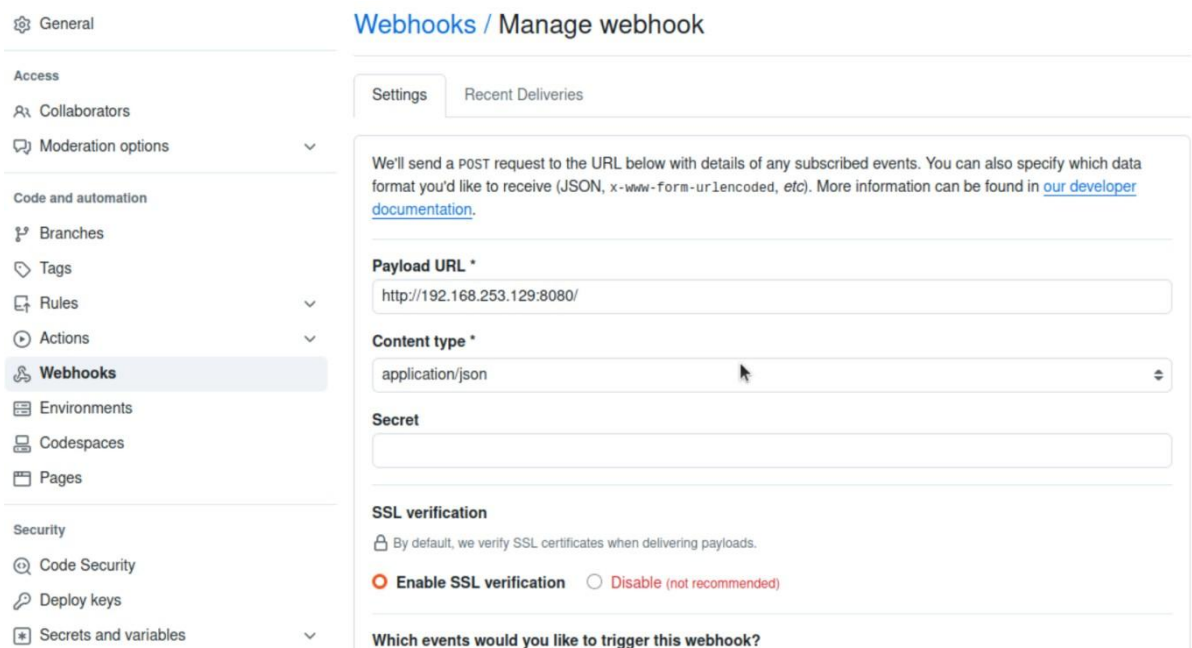 General
Access
Collaborators
Moderation options
Code and automation
Branches
Tags
Rules
Actions
Webhooks
Environments
Codespaces
Pages
Security
Code Security
Deploy keys
Secrets and variables
Webhooks / Manage webhook
Settings Recent Deliveries
We'll send a POST request to the URL below with details of any subscribed events. You can also specify which data
format you'd like to receive (JSON, x-www-form-urlencoded, etc). More information can be found in our developer
documentation.
Payload URL *
http://192.168.253.129:8080/
Content type *
application/json
Secret
SSL verification
By default, we verify SSL certificates when delivering payloads.
Enable SSL verification Disable (not recommended)
Which events would you like to trigger this webhook?